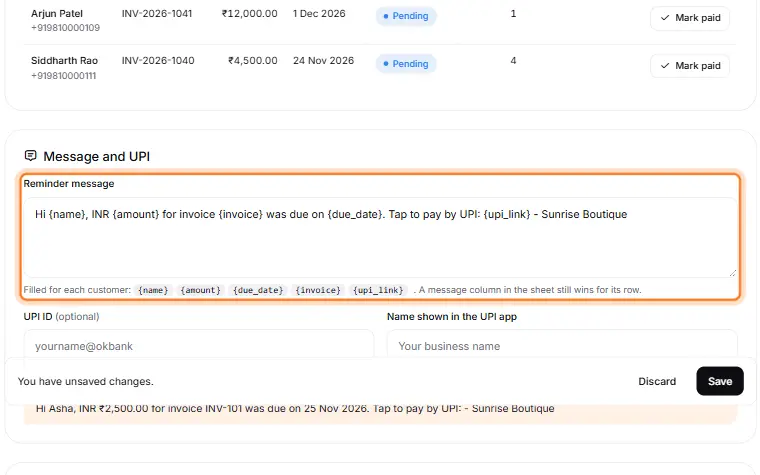 Arjun Patel INV-2026-1041 ₹12,000.00 1 Dec 2026 Pending 1 Mark paid
+919810000109
Siddharth Rao INV-2026-1040 ₹4,500.00 24 Nov 2026 Pending 4 Mark paid
+919810000111
Message and UPI
Reminder message
Hi {name}, INR {amount} for invoice {invoice} was due on {due_date}. Tap to pay by UPI: {upi_link} - Sunrise Boutique
Filled for each customer: {name} {amount} {due_date} {invoice} {upi_link} . A message column in the sheet still wins for its row.
UPI ID (optional) Name shown in the UPI app
yourname@okbank Your business name
You have unsaved changes. Discard Save
Hi Asha, INR ₹2,500.00 for invoice INV-101 was due on 25 Nov 2026. Tap to pay by UPI: - Sunrise Boutique